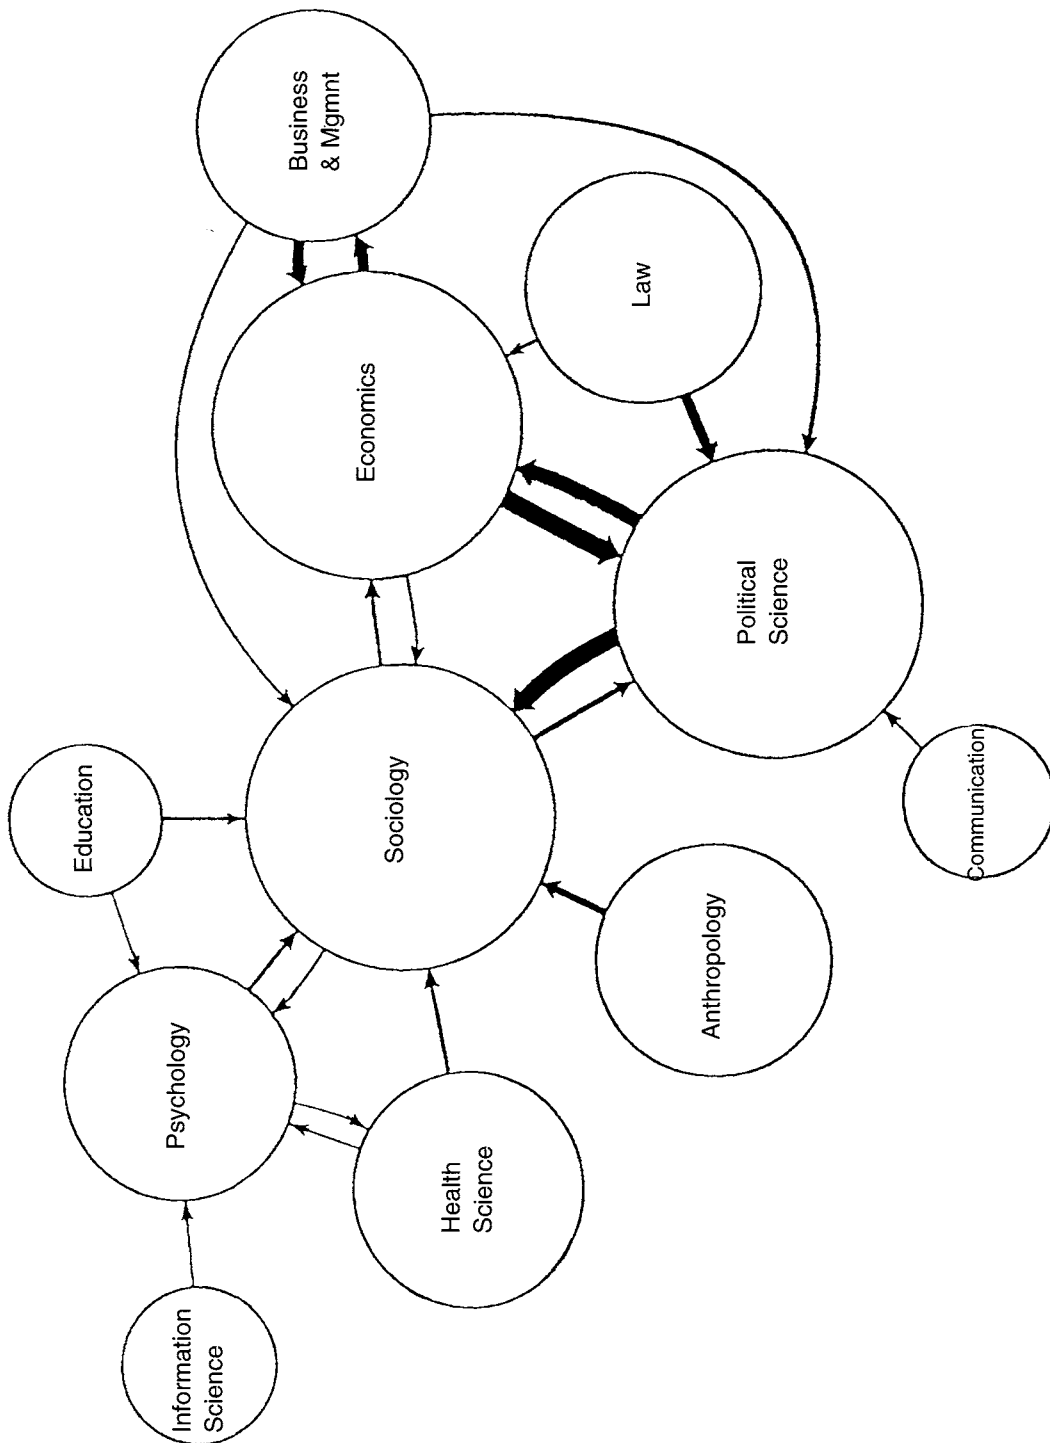 Business
& Mgmnt
Law
Economics
Political
Science
Education
Sociology
Communication
Anthropology
Psychology
Health
Science
Information
Science